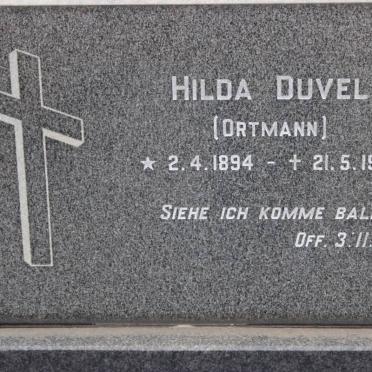 HILDA DUVEL
(ORTMANN)
★ 2.4.1894 - ✝ 21.5.19
SIEHE ICH KOMME BAL
OFF. 3:11.